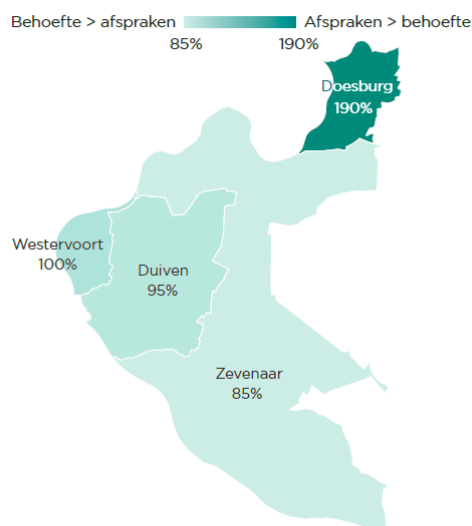 Behoefte > afspraken
Afspraken > behoefte
85%
190%
Doesburg
190%
Westervoort
100%
Duiven
95%
Zevenaar
85%